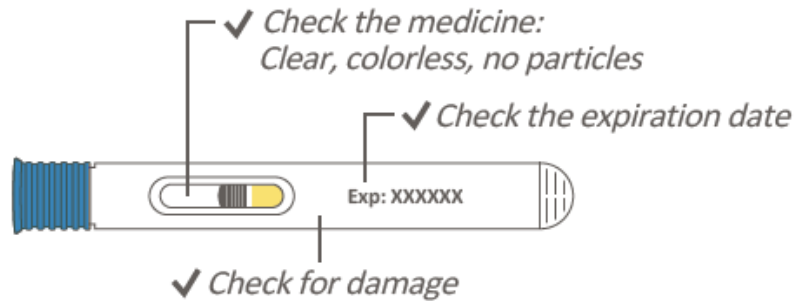 ✔ Check the medicine:
Clear, colorless, no particles
✔ Check the expiration date
Exp: XXXXXX
✔ Check for damage